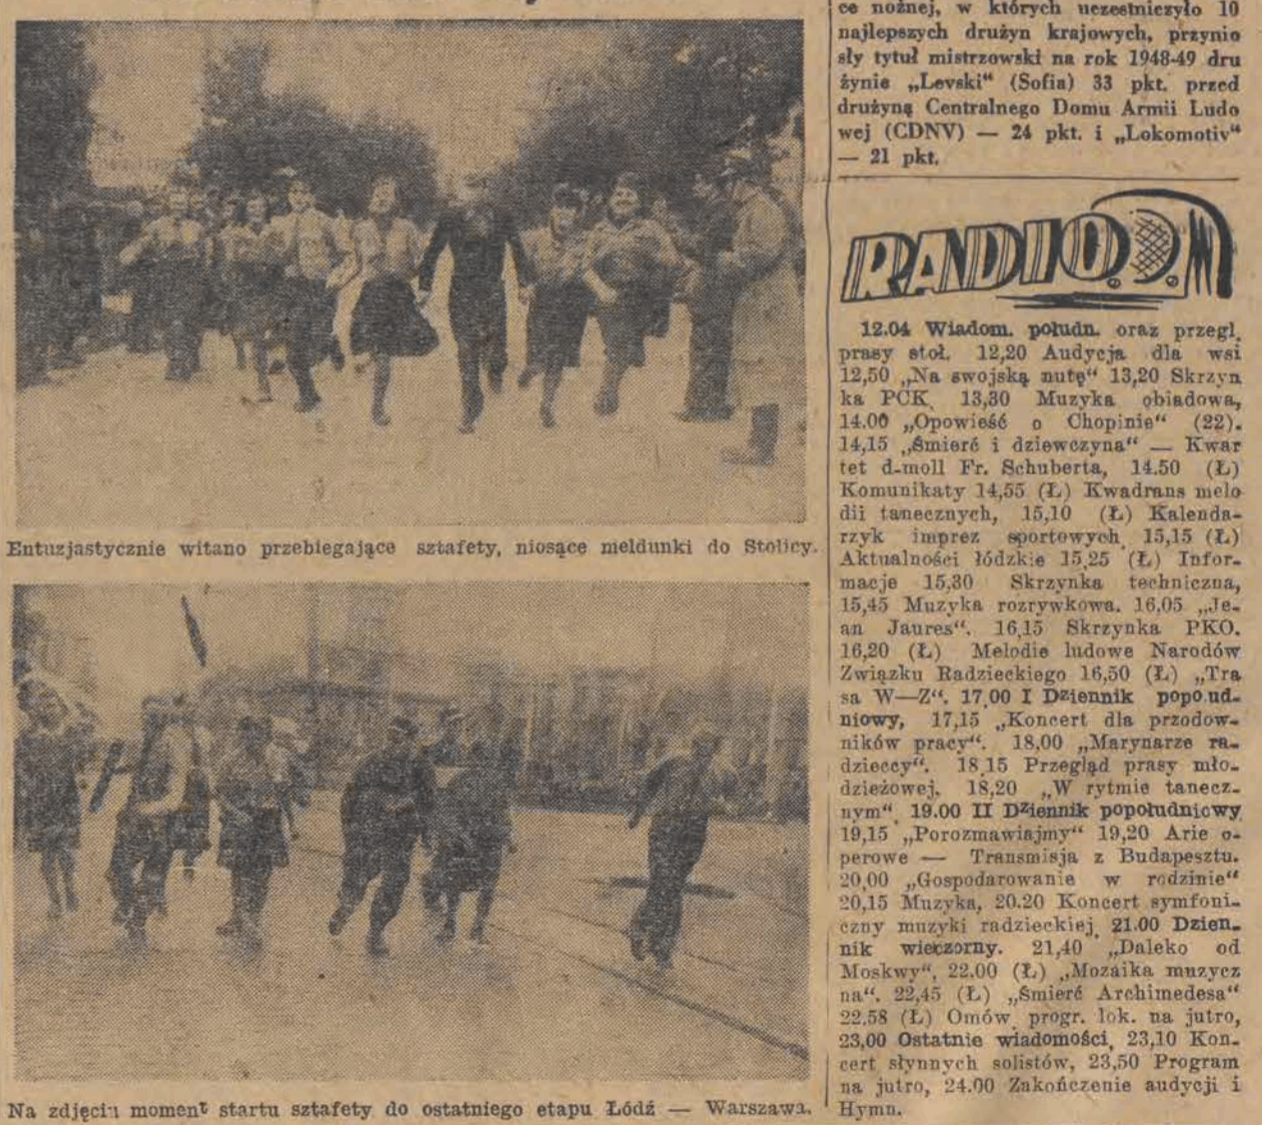 Entuzjastycznie witano przebiegające sztafety, niosące meldunki do Stolicy.
Na zdjęciu moment startu sztafety do ostatniego etapu Łódź — Warszawa.
ce nożnej, w których uczestniczyło 10
najlepszych drużyn krajowych, przynio
sły tytuł mistrzowski na rok 1948-49 dru
żynie „Levski“ (Sofia) 33 pkt. przed
drużyną Centralnego Domu Armii Ludo
wej (CDNV) — 24 pkt. i „Lokomotiv“
— 21 pkt.
RADIO
12.04 Wiadom. połudn. oraz przegl.
prasy stoł. 12,20 Audycja dla wsi
12,50 „Na swojską nutę“ 13,20 Skrzyn
ka PCK. 13,30 Muzyka obiadowa,
14.00 „Opowieść o Chopinie“ (22).
14,15 „Śmierć i dziewczyna“ — Kwar
tet d-moll Fr. Schuberta, 14.50 (Ł)
Komunikaty 14,55 (Ł) Kwadrans melo
dii tanecznych, 15,10 (Ł) Kalenda-
rzyk imprez sportowych, 15,15 (Ł)
Aktualności łódzkie 15,25 (Ł) Infor-
macje 15,30 Skrzynka techniczna,
15,45 Muzyka rozrywkowa. 16,05 „Je-
an Jaures“. 16,15 Skrzynka PKO.
16,20 (Ł) Melodie ludowe Narodów
Związku Radzieckiego 16,50 (Ł) „Tra
sa W—Z“. 17.00 I Dziennik popołud-
niowy, 17,15 „Koncert dla przodow-
ników pracy“. 18,00 „Marynarze ra-
dzieccy“. 18,15 Przegląd prasy mło-
dzieżowej. 18,20 „W rytmie tanecz-
nym“. 19.00 II Dziennik popołudniowy
19,15 „Porozmawiajmy“ 19,20 Arie o-
perowe — Transmisja z Budapesztu.
20,00 „Gospodarowanie w rodzinie“
20,15 Muzyka, 20.20 Koncert symfoni-
czny muzyki radzieckiej, 21.00 Dzien-
nik wieczorny. 21,40 „Daleko od
Moskwy“, 22.00 (Ł) „Mozaika muzycz
na“. 22,45 (Ł) „Śmierć Archimedesa“
22,58 (Ł) Omów. progr. lok. na jutro,
23,00 Ostatnie wiadomości, 23,10 Kon-
cert słynnych solistów, 23,50 Program
na jutro, 24.00 Zakończenie audycji i
Hymn.